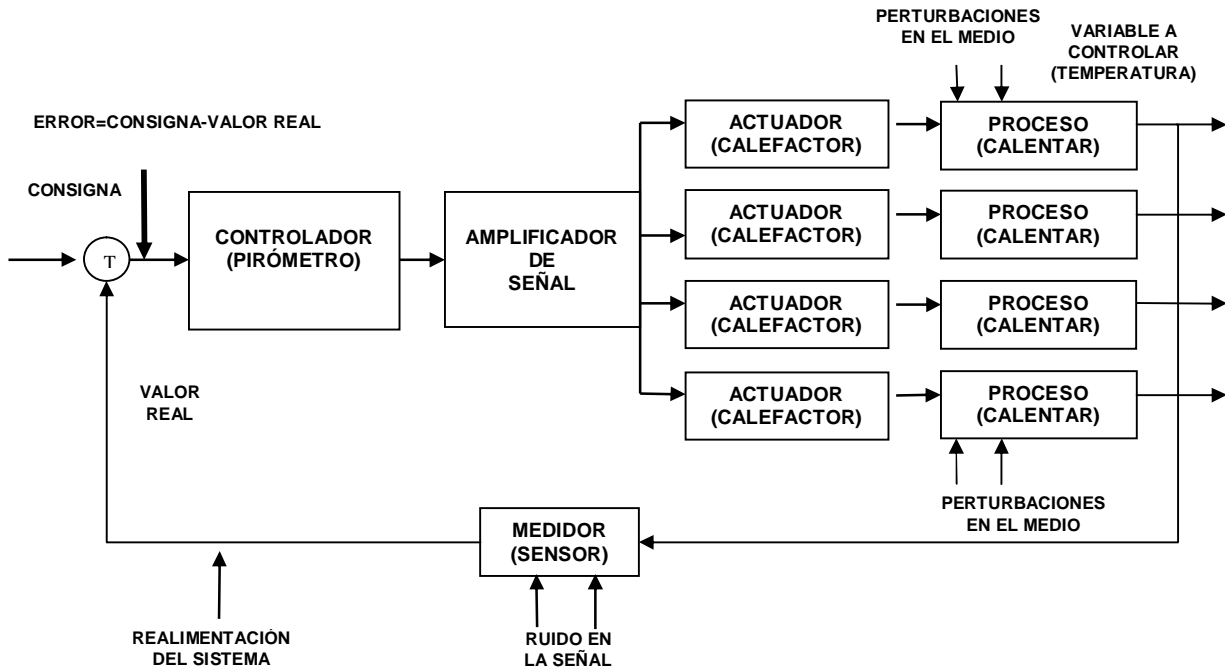 PERTURBACIONES
EN EL MEDIO
VARIABLE A
CONTROLAR
(TEMPERATURA)
ERROR=CONSIGNA-VALOR REAL
CONSIGNA
T
CONTROLADOR
(PIRÓMETRO)
AMPLIFICADOR
DE
SEÑAL
ACTUADOR
(CALEFACTOR)
PROCESO
(CALENTAR)
ACTUADOR
(CALEFACTOR)
PROCESO
(CALENTAR)
ACTUADOR
(CALEFACTOR)
PROCESO
(CALENTAR)
ACTUADOR
(CALEFACTOR)
PROCESO
(CALENTAR)
VALOR
REAL
PERTURBACIONES
EN EL MEDIO
MEDIDOR
(SENSOR)
REALIMENTACIÓN
DEL SISTEMA
RUIDO EN
LA SEÑAL